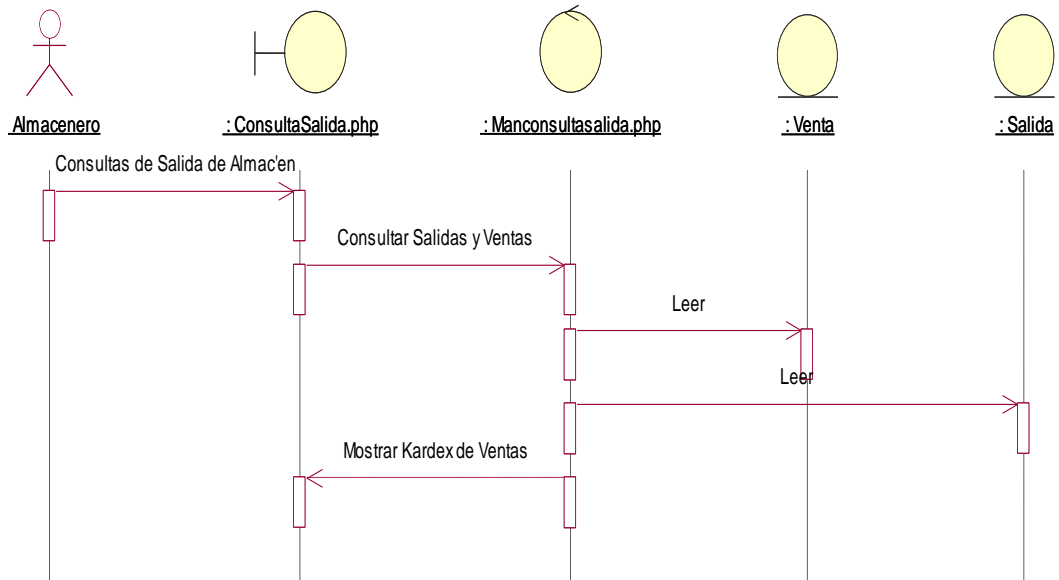 Almacenero
: ConsultaSalida.php
: Manconsultasalida.php
: Venta
: Salida
Consultas de Salida de Almac'en
Consultar Salidas y Ventas
Leer
Leer
Mostrar Kardex de Ventas